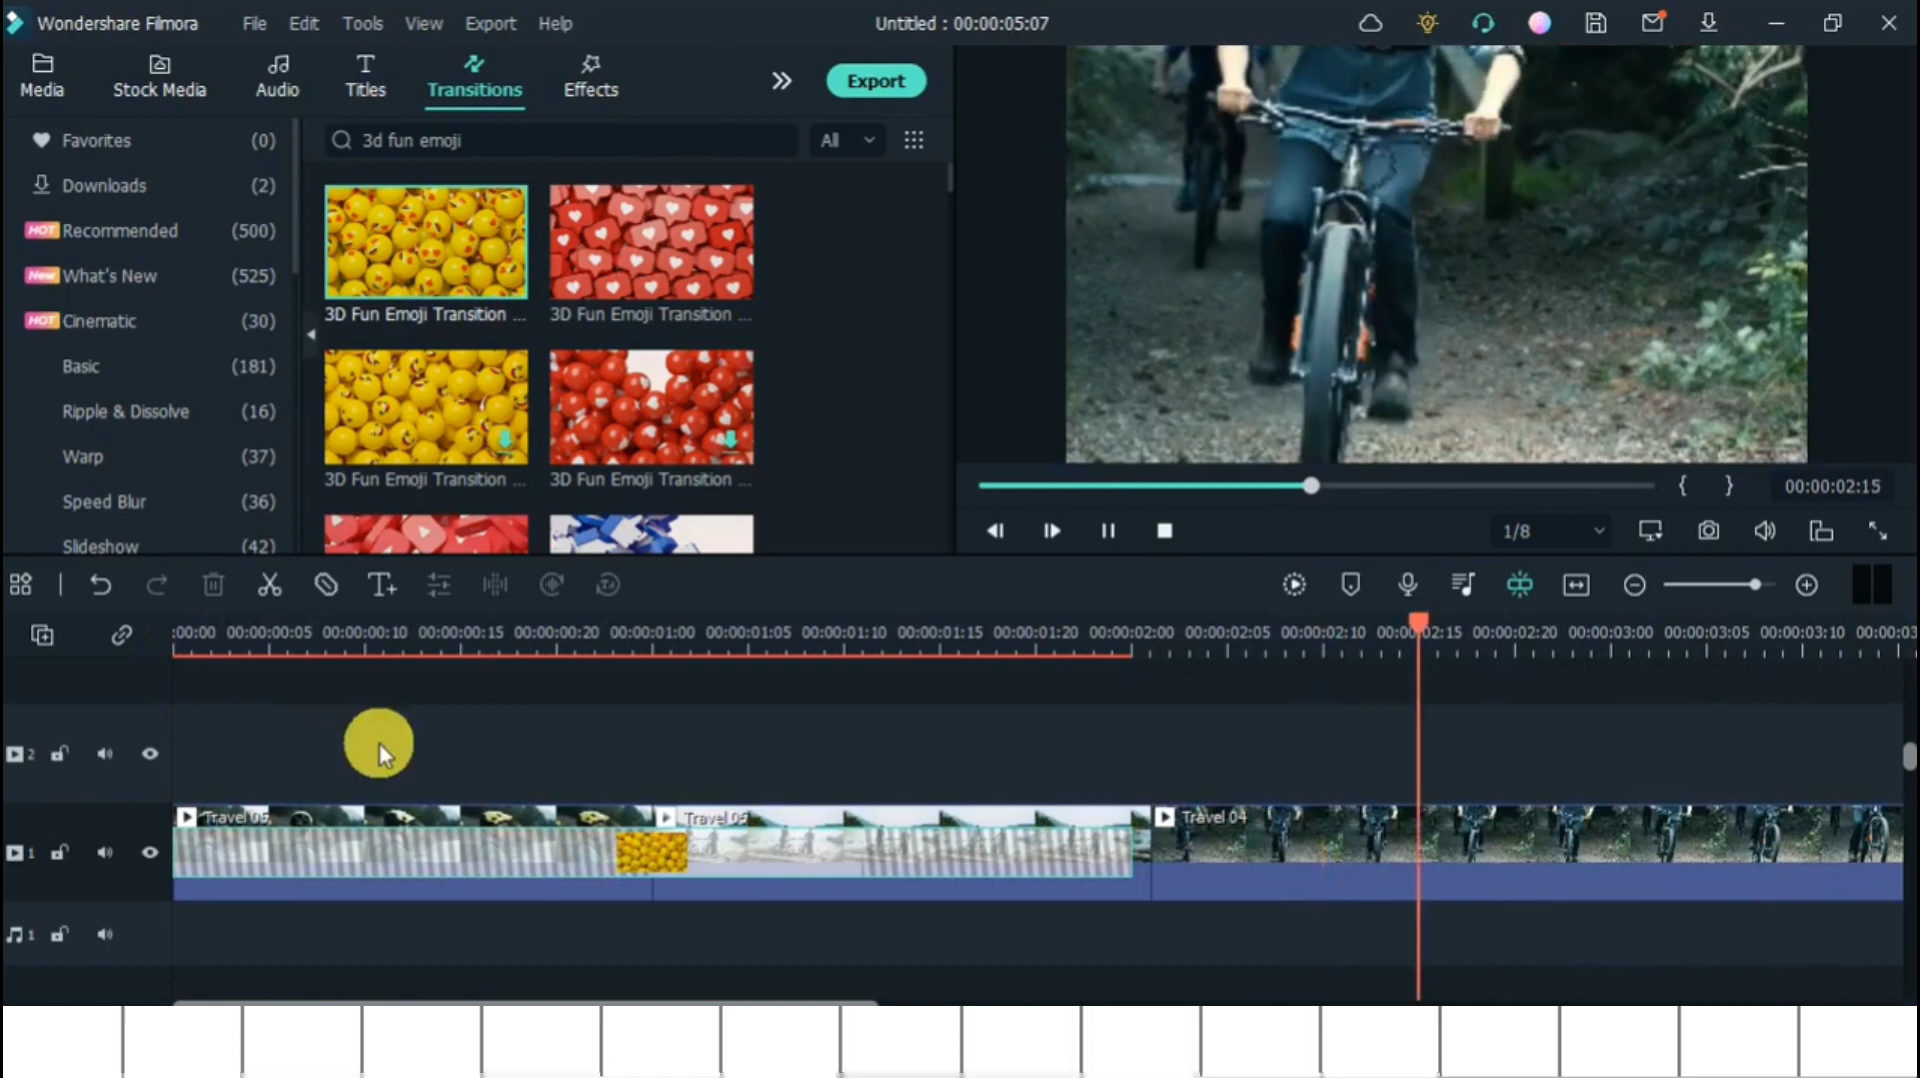 Wondershare Filmora File Edit Tools View Export Help Untitled : 00:00:05:07
Media Stock Media Audio Titles Transitions Effects Export
Favorites (0)
Downloads (2)
HOT Recommended (500)
New What's New (525)
HOT Cinematic (30)
Basic (181)
Ripple & Dissolve (16)
Warp (37)
Speed Blur (36)
Slideshow (42)
3d fun emoji All
3D Fun Emoji Transition ... 3D Fun Emoji Transition ...
3D Fun Emoji Transition ... 3D Fun Emoji Transition ...
{ } 00:00:02:15
1/8
:00:00 00:00:00:05 00:00:00:10 00:00:00:15 00:00:00:20 00:00:01:00 00:00:01:05 00:00:01:10 00:00:01:15 00:00:01:20 00:00:02:00 00:00:02:05 00:00:02:10 00:00:02:15 00:00:02:20 00:00:03:00 00:00:03:05 00:00:03:10 00:00:03
2
Travel Travel 05 Travel 04
1
1